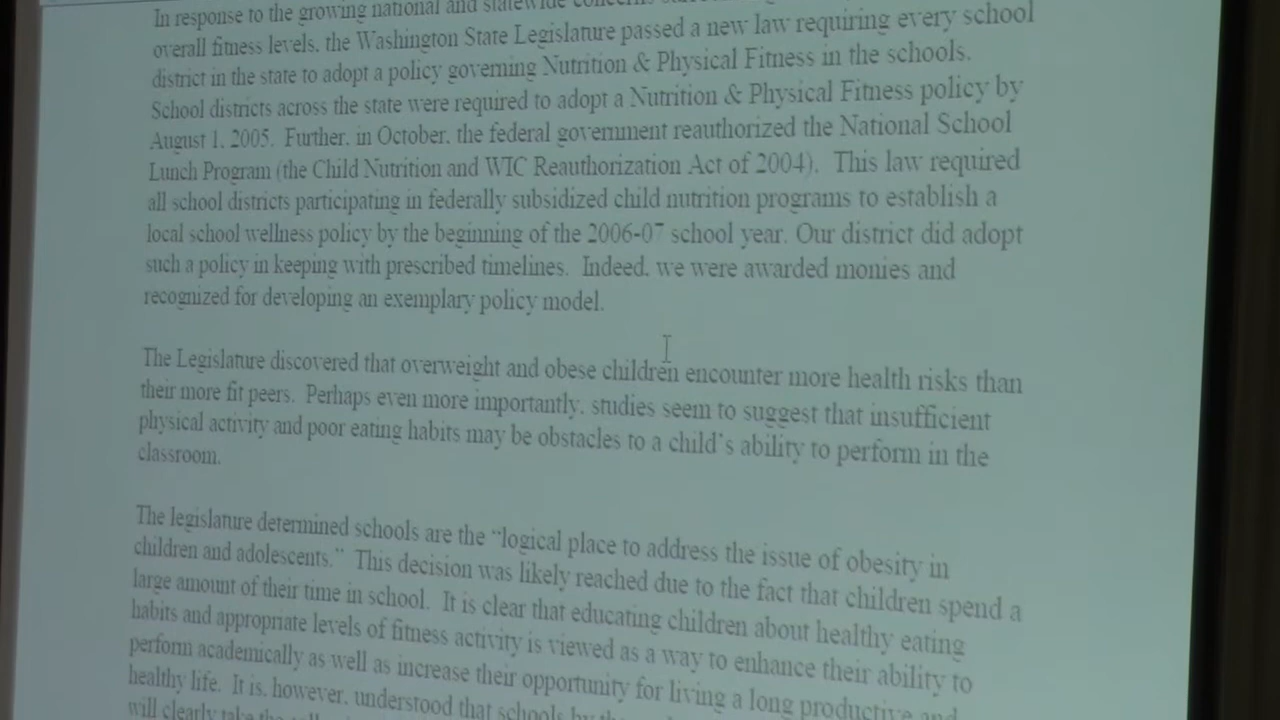 In response to the growing national and statewide
overall fitness levels, the Washington State Legislature passed a new law requiring every school
district in the state to adopt a policy governing Nutrition & Physical Fitness in the schools.
School districts across the state were required to adopt a Nutrition & Physical Fitness policy by
August 1, 2005. Further, in October, the federal government reauthorized the National School
Lunch Program (the Child Nutrition and WIC Reauthorization Act of 2004). This law required
all school districts participating in federally subsidized child nutrition programs to establish a
local school wellness policy by the beginning of the 2006-07 school year. Our district did adopt
such a policy in keeping with prescribed timelines. Indeed, we were awarded monies and
recognized for developing an exemplary policy model.
The Legislature discovered that overweight and obese children encounter more health risks than
their more fit peers. Perhaps even more importantly, studies seem to suggest that insufficient
physical activity and poor eating habits may be obstacles to a child's ability to perform in the
classroom.
The legislature determined schools are the "logical place to address the issue of obesity in
children and adolescents." This decision was likely reached due to the fact that children spend a
large amount of their time in school. It is clear that educating children about healthy eating
habits and appropriate levels of fitness activity is viewed as a way to enhance their ability to
perform academically as well as increase their opportunity for living a long productive and
healthy life. It is, however, understood that schools by
will clearly take the